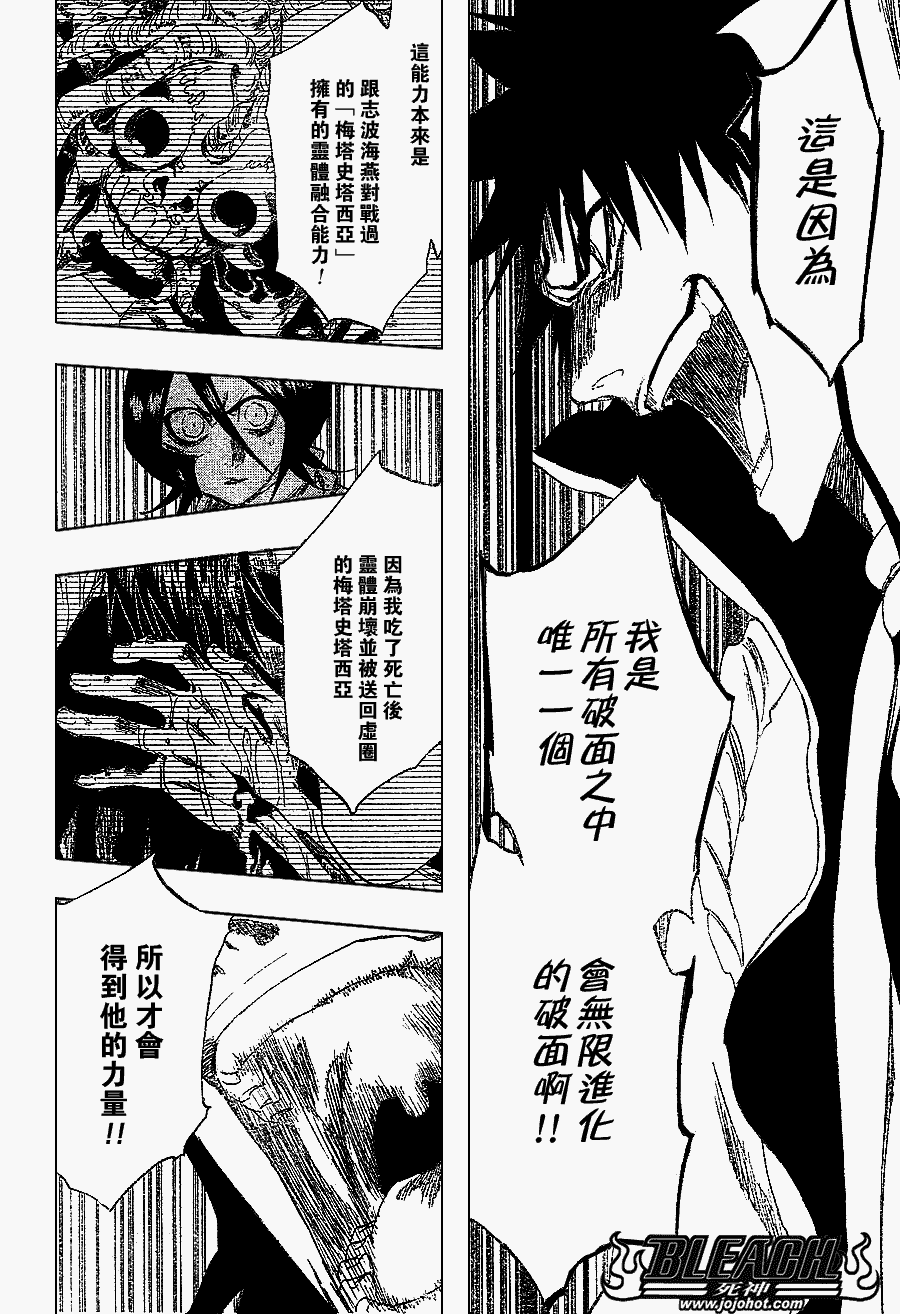 這是因為
我是
所有破面之中
唯一一個
會無限進化
的破面啊!!
這能力本來是
跟志波海燕對戰過
的「梅塔史塔西亞」
擁有的靈體融合能力!
因為我吃了死亡後
靈體崩壞並被送回虛圈
的梅塔史塔西亞
所以才會
得到他的力量!!
BLEACH
死神
www.jojohot.com